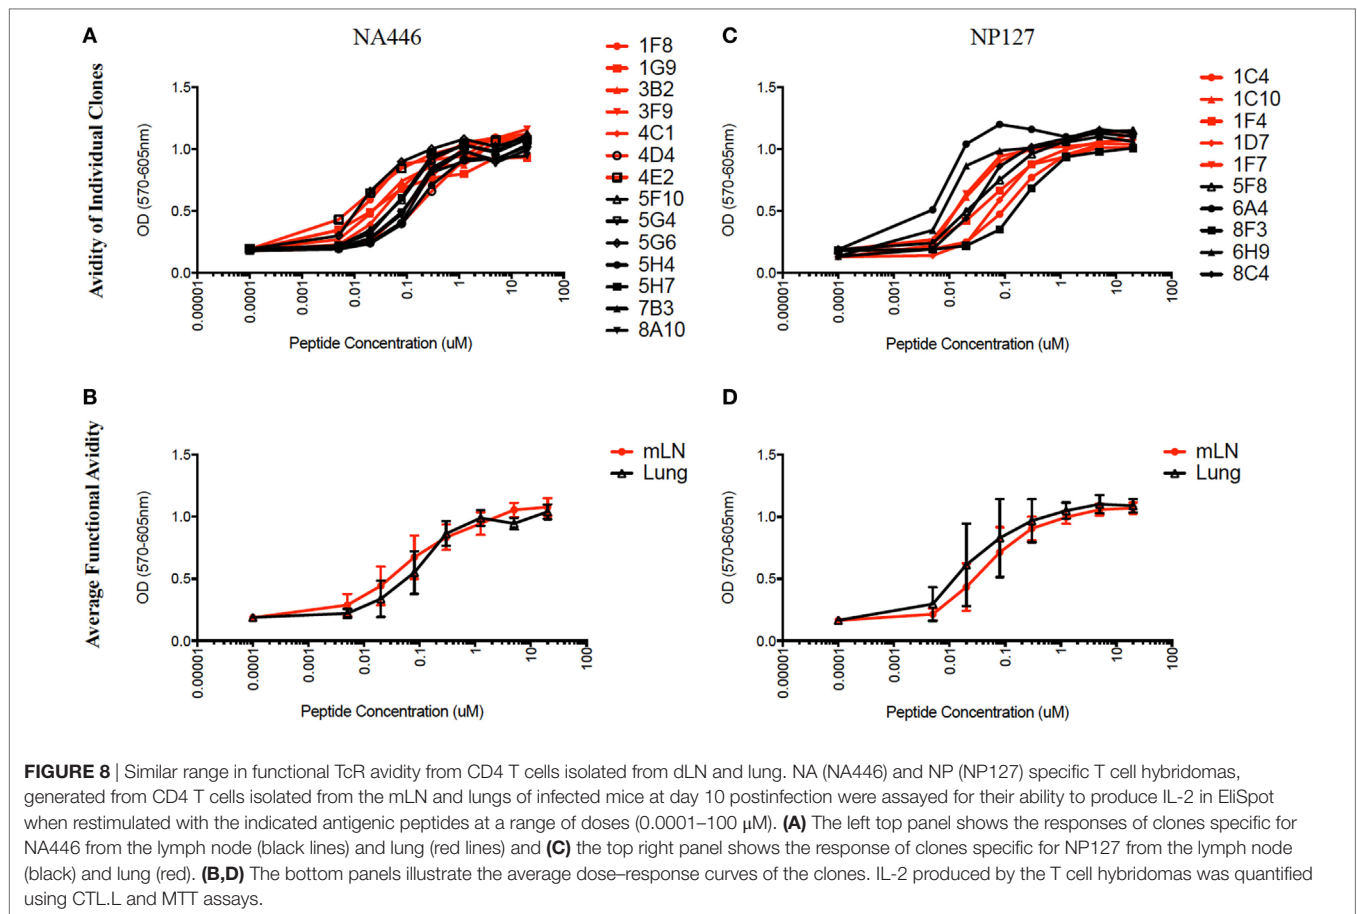 A
NA446
Avidity of Individual Clones
OD (570-605nm)
1.5
1.0
0.5
0.0
0.00001
0.0001
0.001
0.01
0.1
1
10
100
Peptide Concentration (uM)
1F8
1G9
3B2
3F9
4C1
4D4
4E2
5F10
5G4
5G6
5H4
5H7
7B3
8A10
C
NP127
OD (570-605nm)
1.5
1.0
0.5
0.0
0.00001
0.0001
0.001
0.01
0.1
1
10
100
Peptide Concentration (uM)
1C4
1C10
1F4
1D7
1F7
5F8
6A4
8F3
6H9
8C4
B
Average Functional Avidity
OD (570-605nm)
1.5
1.0
0.5
0.0
0.0001
0.001
0.01
0.1
1
10
100
Peptide Concentration (uM)
mLN
Lung
D
OD (570-605nm)
1.5
1.0
0.5
0.0
0.00001
0.0001
0.001
0.01
0.1
1
10
100
Peptide Concentration (uM)
mLN
Lung
FIGURE 8 | Similar range in functional TcR avidity from CD4 T cells isolated from dLN and lung. NA (NA446) and NP (NP127) specific T cell hybridomas,
generated from CD4 T cells isolated from the mLN and lungs of infected mice at day 10 postinfection were assayed for their ability to produce IL-2 in EliSpot
when restimulated with the indicated antigenic peptides at a range of doses (0.0001–100 μM). (A) The left top panel shows the responses of clones specific for
NA446 from the lymph node (black lines) and lung (red lines) and (C) the top right panel shows the response of clones specific for NP127 from the lymph node
(black) and lung (red). (B,D) The bottom panels illustrate the average dose–response curves of the clones. IL-2 produced by the T cell hybridomas was quantified
using CTL.L and MTT assays.